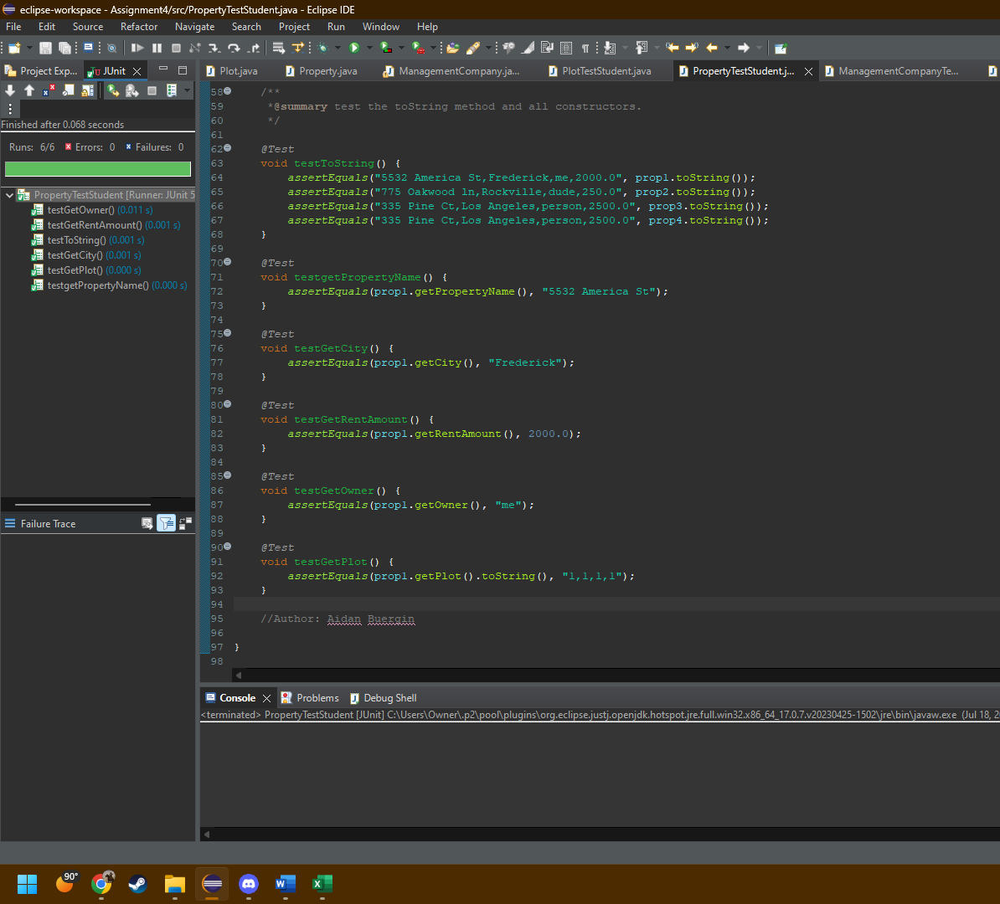 eclipse-workspace - Assignment4/src/PropertyTestStudent.java - Eclipse IDE
File Edit Source Refactor Navigate Search Project Run Window Help
Project Exp... JUnit Plot.java Property.java ManagementCompany.ja... PlotTestStudent.java PropertyTestStudent.j... ManagementCompanyTe...
Finished after 0.068 seconds
Runs: 6/6 Errors: 0 Failures: 0
PropertyTestStudent [Runner: JUnit 5
testGetOwner() (0.011 s)
testGetRentAmount() (0.001 s)
testToString() (0.001 s)
testGetCity() (0.001 s)
testGetPlot() (0.000 s)
testgetPropertyName() (0.000 s)
Failure Trace
58 /**
59 *@summary test the toString method and all constructors.
60 */
61
62 @Test
63 void testToString() {
64 assertEquals("5532 America St,Frederick,me,2000.0", prop1.toString());
65 assertEquals("775 Oakwood ln,Rockville,dude,250.0", prop2.toString());
66 assertEquals("335 Pine Ct,Los Angeles,person,2500.0", prop3.toString());
67 assertEquals("335 Pine Ct,Los Angeles,person,2500.0", prop4.toString());
68 }
69
70 @Test
71 void testgetPropertyName() {
72 assertEquals(prop1.getPropertyName(), "5532 America St");
73 }
74
75 @Test
76 void testGetCity() {
77 assertEquals(prop1.getCity(), "Frederick");
78 }
79
80 @Test
81 void testGetRentAmount() {
82 assertEquals(prop1.getRentAmount(), 2000.0);
83 }
84
85 @Test
86 void testGetOwner() {
87 assertEquals(prop1.getOwner(), "me");
88 }
89
90 @Test
91 void testGetPlot() {
92 assertEquals(prop1.getPlot().toString(), "1,1,1,1");
93 }
94
95 //Author: Aidan Buergin
96
97 }
98
Console Problems Debug Shell
<terminated> PropertyTestStudent [JUnit] C:\Users\Owner\.p2\pool\plugins\org.eclipse.justj.openjdk.hotspot.jre.full.win32.x86_64_17.0.7.v20230425-1502\jre\bin\javaw.exe (Jul 18, 2
90°